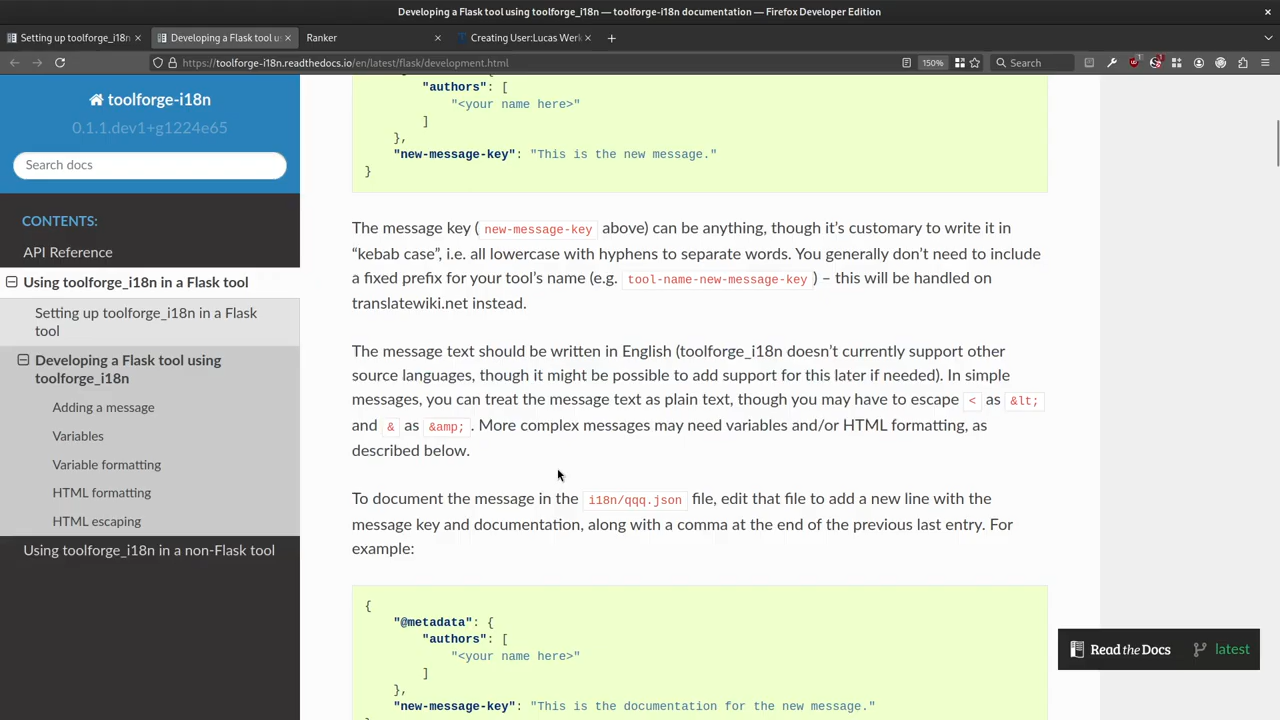 Developing a Flask tool using toolforge_i18n — toolforge-i18n documentation — Firefox Developer Edition
Setting up toolforge_i18n
Developing a Flask tool u
Ranker
Creating User:Lucas Werk
https://toolforge-i18n.readthedocs.io/en/latest/flask/development.html
150%
Search
toolforge-i18n
0.1.1.dev1+g1224e65
Search docs
CONTENTS:
API Reference
Using toolforge_i18n in a Flask tool
Setting up toolforge_i18n in a Flask
tool
Developing a Flask tool using
toolforge_i18n
Adding a message
Variables
Variable formatting
HTML formatting
HTML escaping
Using toolforge_i18n in a non-Flask tool
"authors": [
"<your name here>"
]
},
"new-message-key": "This is the new message."
}
The message key ( new-message-key above) can be anything, though it’s customary to write it in
“kebab case”, i.e. all lowercase with hyphens to separate words. You generally don’t need to include
a fixed prefix for your tool’s name (e.g. tool-name-new-message-key ) – this will be handled on
translatewiki.net instead.
The message text should be written in English (toolforge_i18n doesn’t currently support other
source languages, though it might be possible to add support for this later if needed). In simple
messages, you can treat the message text as plain text, though you may have to escape < as &lt;
and & as &amp; . More complex messages may need variables and/or HTML formatting, as
described below.
To document the message in the i18n/qqq.json file, edit that file to add a new line with the
message key and documentation, along with a comma at the end of the previous last entry. For
example:
{
"@metadata": {
"authors": [
"<your name here>"
]
},
"new-message-key": "This is the documentation for the new message."
Read the Docs
latest